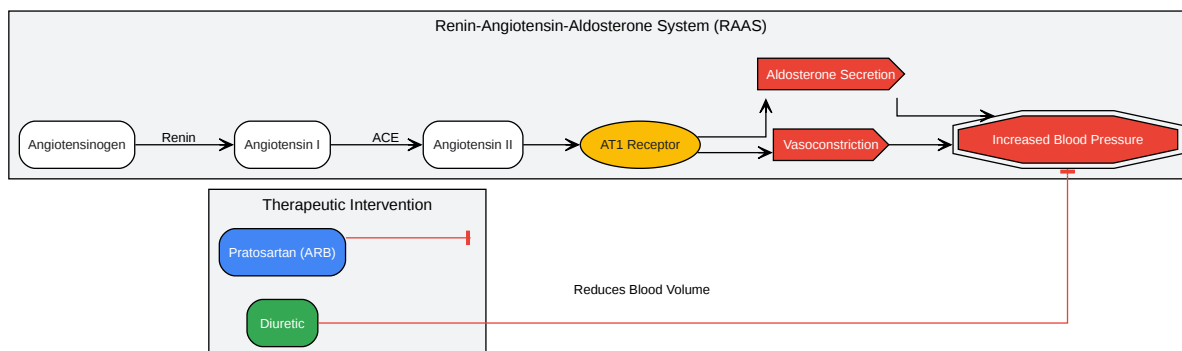 Renin-Angiotensin-Aldosterone System (RAAS)
Aldosterone Secretion
Angiotensinogen
Renin
Angiotensin I
ACE
Angiotensin II
AT1 Receptor
Vasoconstriction
Increased Blood Pressure
Therapeutic Intervention
Pratosartan (ARB)
Reduces Blood Volume
Diuretic